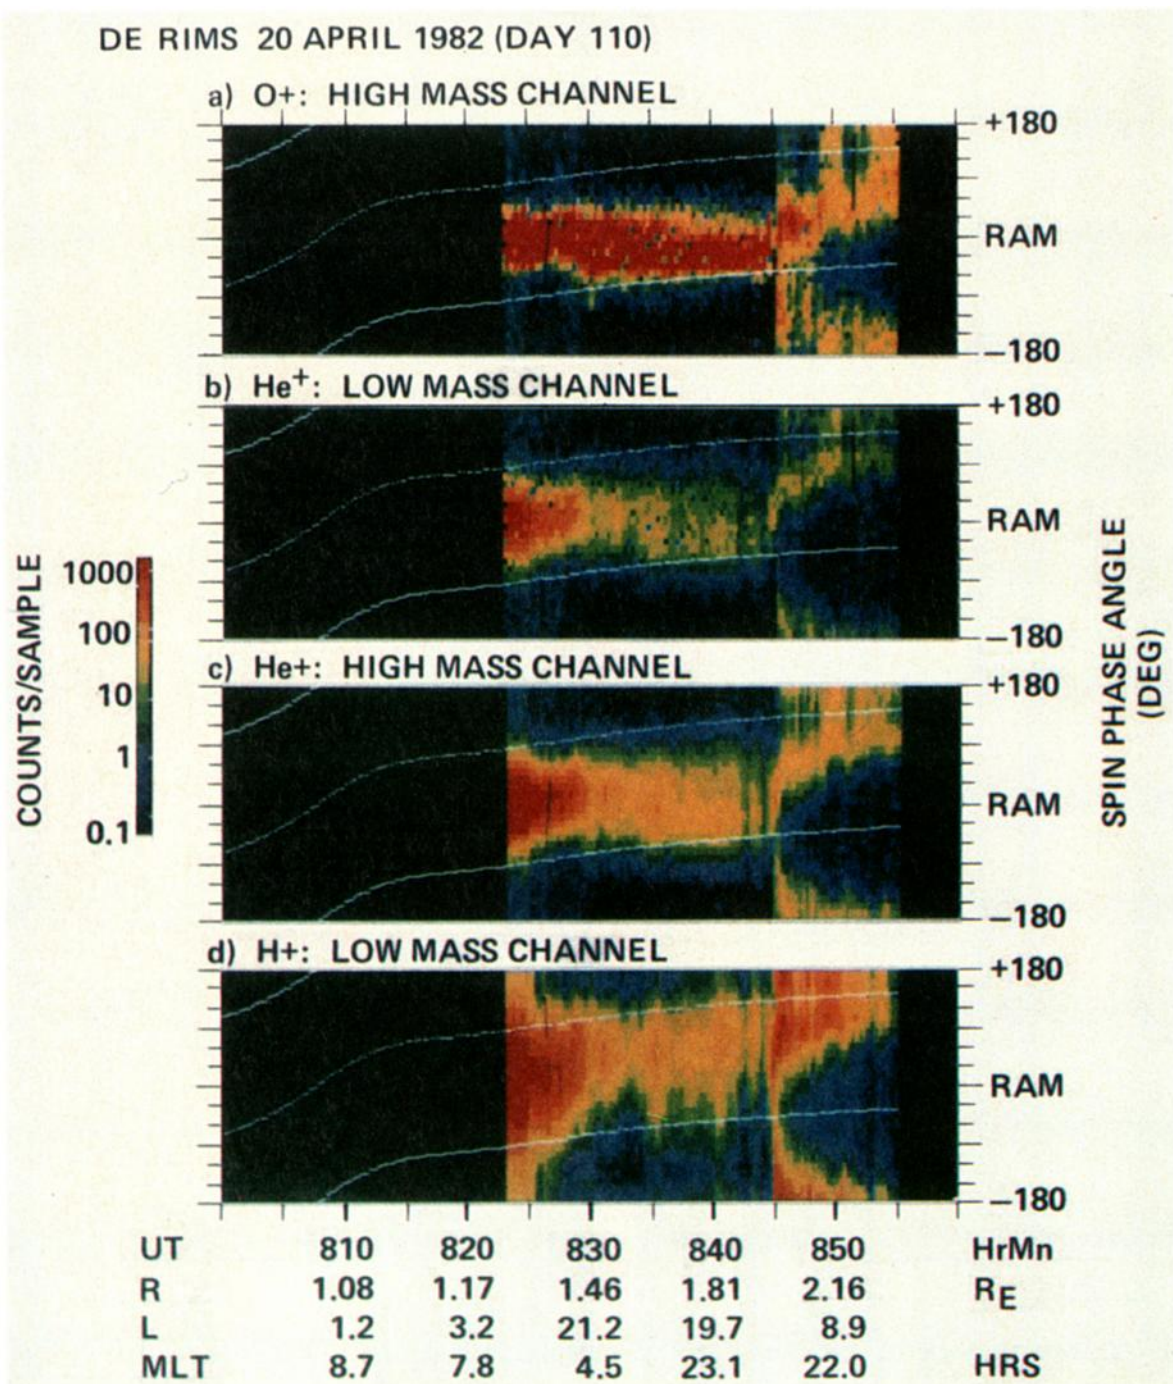 DE RIMS 20 APRIL 1982 (DAY 110)
a) O+: HIGH MASS CHANNEL
+180
RAM
−180
b) He+: LOW MASS CHANNEL
+180
RAM
−180
c) He+: HIGH MASS CHANNEL
+180
RAM
−180
d) H+: LOW MASS CHANNEL
+180
RAM
−180
COUNTS/SAMPLE
1000
100
10
1
0.1
SPIN PHASE ANGLE
(DEG)
UT 810 820 830 840 850 HrMn
R 1.08 1.17 1.46 1.81 2.16 RE
L 1.2 3.2 21.2 19.7 8.9
MLT 8.7 7.8 4.5 23.1 22.0 HRS